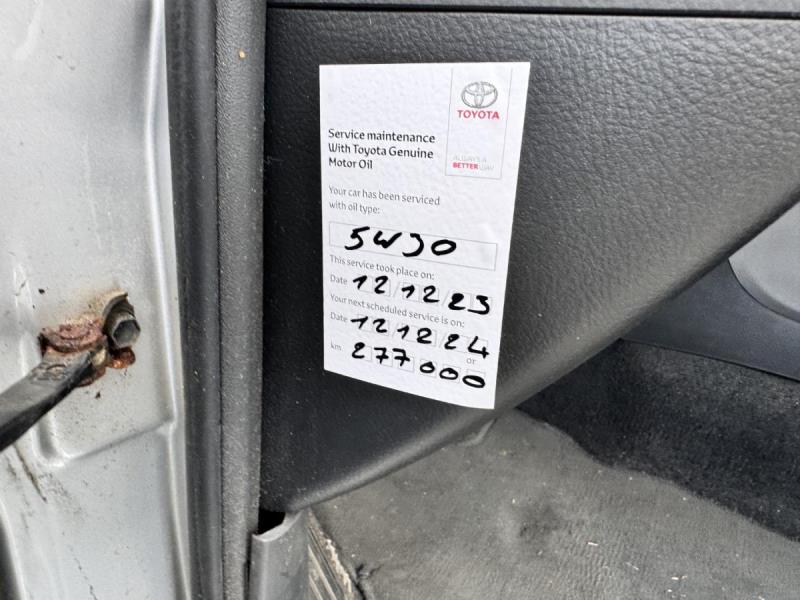 TOYOTA
ALWAYS A
BETTER WAY
Service maintenance
With Toyota Genuine
Motor Oil
Your car has been serviced
with oil type:
5W30
This service took place on:
Date 12/12/23
Your next scheduled service is on:
Date 12/12/24
or
km 277000